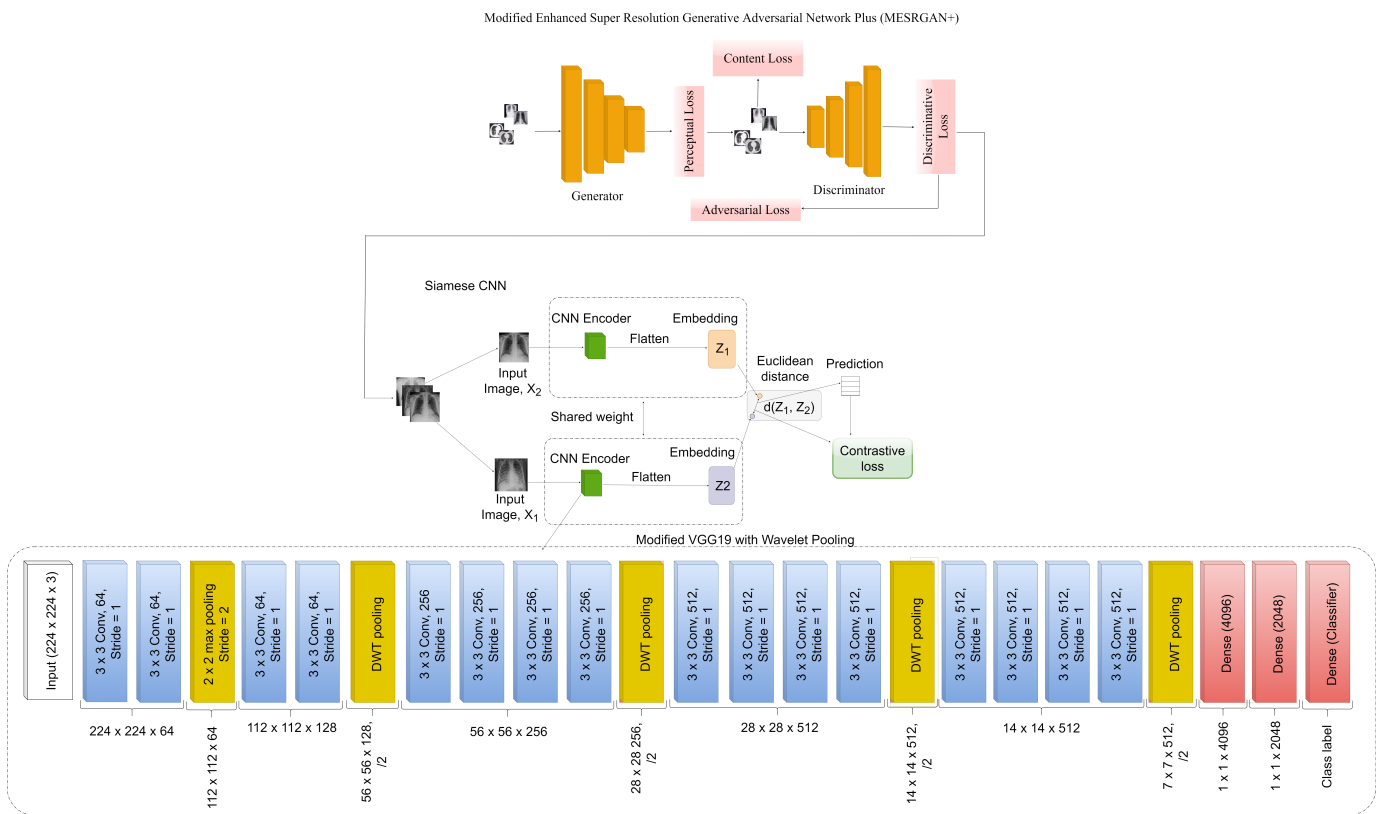 Modified Enhanced Super Resolution Generative Adversarial Network Plus (MESRGAN+)
Content Loss
Perceptual Loss
Discriminative
Loss
Generator
Discriminator
Adversarial Loss
Siamese CNN
CNN Encoder
Embedding
Flatten
Z1
Input
Image, X2
Euclidean
distance
Prediction
d(Z1, Z2)
Shared weight
CNN Encoder
Embedding
Flatten
Z2
Contrastive
loss
Input
Image, X1
Modified VGG19 with Wavelet Pooling
Input (224 x 224 x 3)
3 x 3 Conv, 64,
Stride = 1
3 x 3 Conv, 64,
Stride = 1
2 x 2 max pooling
Stride = 2
3 x 3 Conv, 64,
Stride = 1
3 x 3 Conv, 64,
Stride = 1
DWT pooling
3 x 3 Conv, 256
Stride = 1
3 x 3 Conv, 256,
Stride = 1
3 x 3 Conv, 256,
Stride = 1
3 x 3 Conv, 256,
Stride = 1
DWT pooling
3 x 3 Conv, 512,
Stride = 1
3 x 3 Conv, 512,
Stride = 1
3 x 3 Conv, 512,
Stride = 1
3 x 3 Conv, 512,
Stride = 1
DWT pooling
3 x 3 Conv, 512,
Stride = 1
3 x 3 Conv, 512,
Stride = 1
3 x 3 Conv, 512,
Stride = 1
3 x 3 Conv, 512,
Stride = 1
DWT pooling
Dense (4096)
Dense (2048)
Dense (Classifier)
224 x 224 x 64
112 x 112 x 64
112 x 112 x 128
56 x 56 x 128,
/2
56 x 56 x 256
28 x 28 256,
/2
28 x 28 x 512
14 x 14 x 512,
/2
14 x 14 x 512
7 x 7 x 512,
/2
1 x 1 x 4096
1 x 1 x 2048
Class label